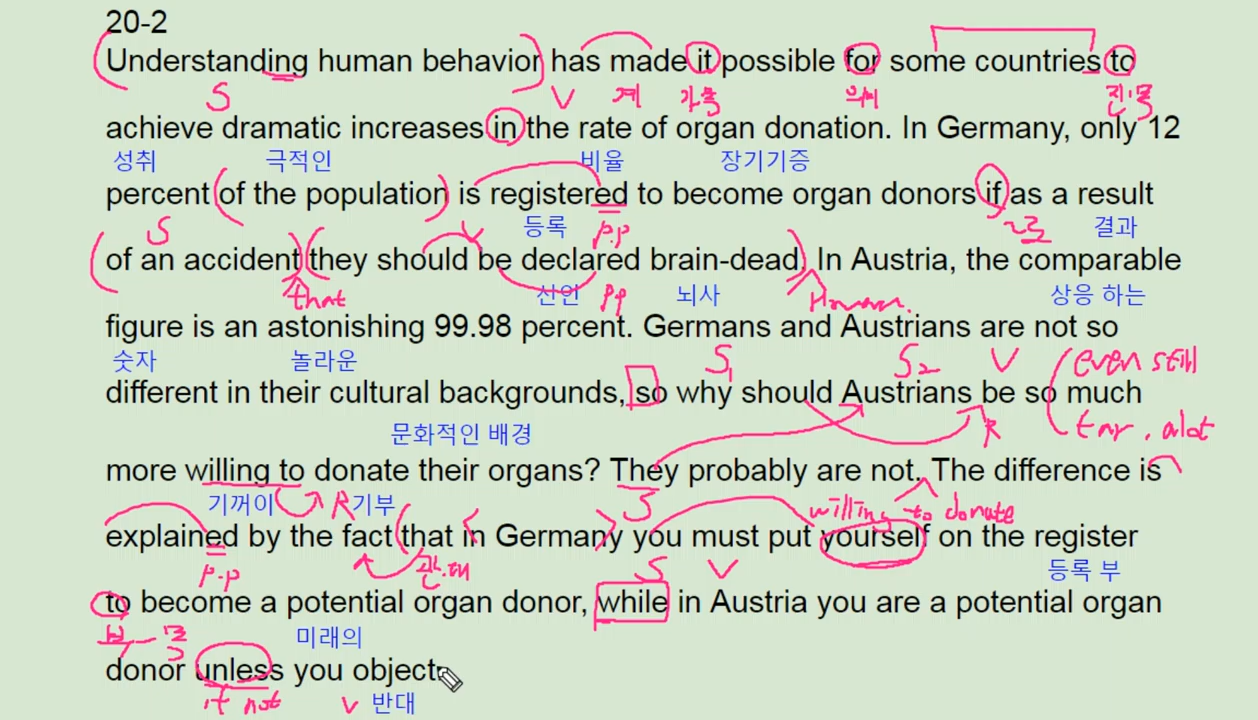 20-2
Understanding human behavior has made it possible for some countries to
S V 계 가목 의미 진·목
achieve dramatic increases in the rate of organ donation. In Germany, only 12
성취 극적인 비율 장기기증
percent of the population is registered to become organ donors if as a result
S V 등록 p.p 결과
of an accident they should be declared brain-dead. In Austria, the comparable
that 선언 pp 뇌사 However. 상응 하는
figure is an astonishing 99.98 percent. Germans and Austrians are not so
숫자 놀라운 S1 S2 V even still
different in their cultural backgrounds, so why should Austrians be so much
문화적인 배경 R far, alot
more willing to donate their organs? They probably are not. The difference is
기꺼이 R 기부 S willing to donate
explained by the fact that in Germany you must put yourself on the register
p.p S V 등록 부
to become a potential organ donor, while in Austria you are a potential organ
미래의
donor unless you object.
if not V 반대